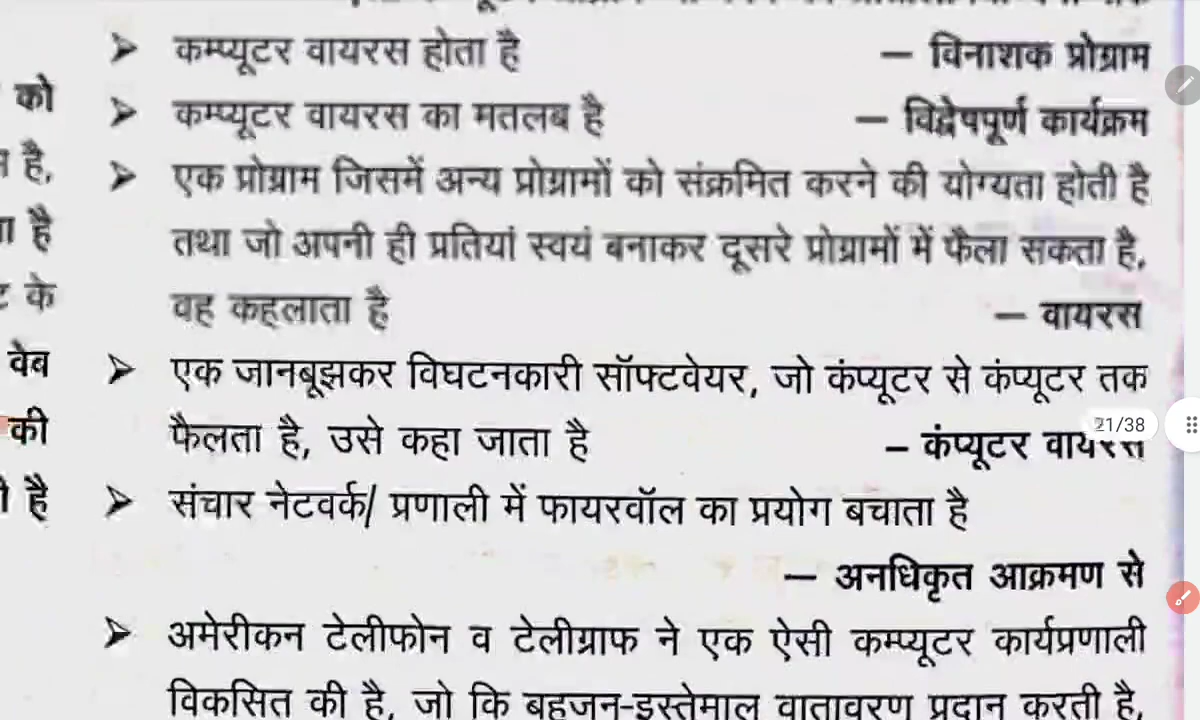 ➤ कम्प्यूटर वायरस होता है — विनाशक प्रोग्राम
को
➤ कम्प्यूटर वायरस का मतलब है — विद्वेषपूर्ण कार्यक्रम
है,
➤ एक प्रोग्राम जिसमें अन्य प्रोग्रामों को संक्रमित करने की योग्यता होती है
है
तथा जो अपनी ही प्रतियां स्वयं बनाकर दूसरे प्रोग्रामों में फैला सकता है,
के
वह कहलाता है — वायरस
वेब
➤ एक जानबूझकर विघटनकारी सॉफ्टवेयर, जो कंप्यूटर से कंप्यूटर तक
की
फैलता है, उसे कहा जाता है — कंप्यूटर वायरस
21/38
है
➤ संचार नेटवर्क/ प्रणाली में फायरवॉल का प्रयोग बचाता है
— अनधिकृत आक्रमण से
➤ अमेरीकन टेलीफोन व टेलीग्राफ ने एक ऐसी कम्प्यूटर कार्यप्रणाली
विकसित की है, जो कि बहुजन-इस्तेमाल वातावरण प्रदान करती है,